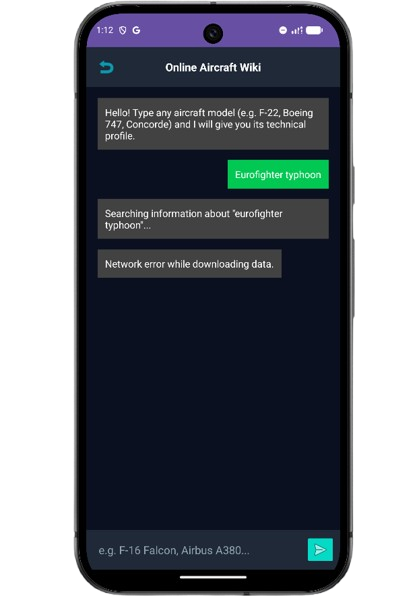 1:12
Online Aircraft Wiki
Hello! Type any aircraft model (e.g. F-22, Boeing
747, Concorde) and I will give you its technical
profile.
Eurofighter typhoon
Searching information about "eurofighter
typhoon"...
Network error while downloading data.
e.g. F-16 Falcon, Airbus A380...